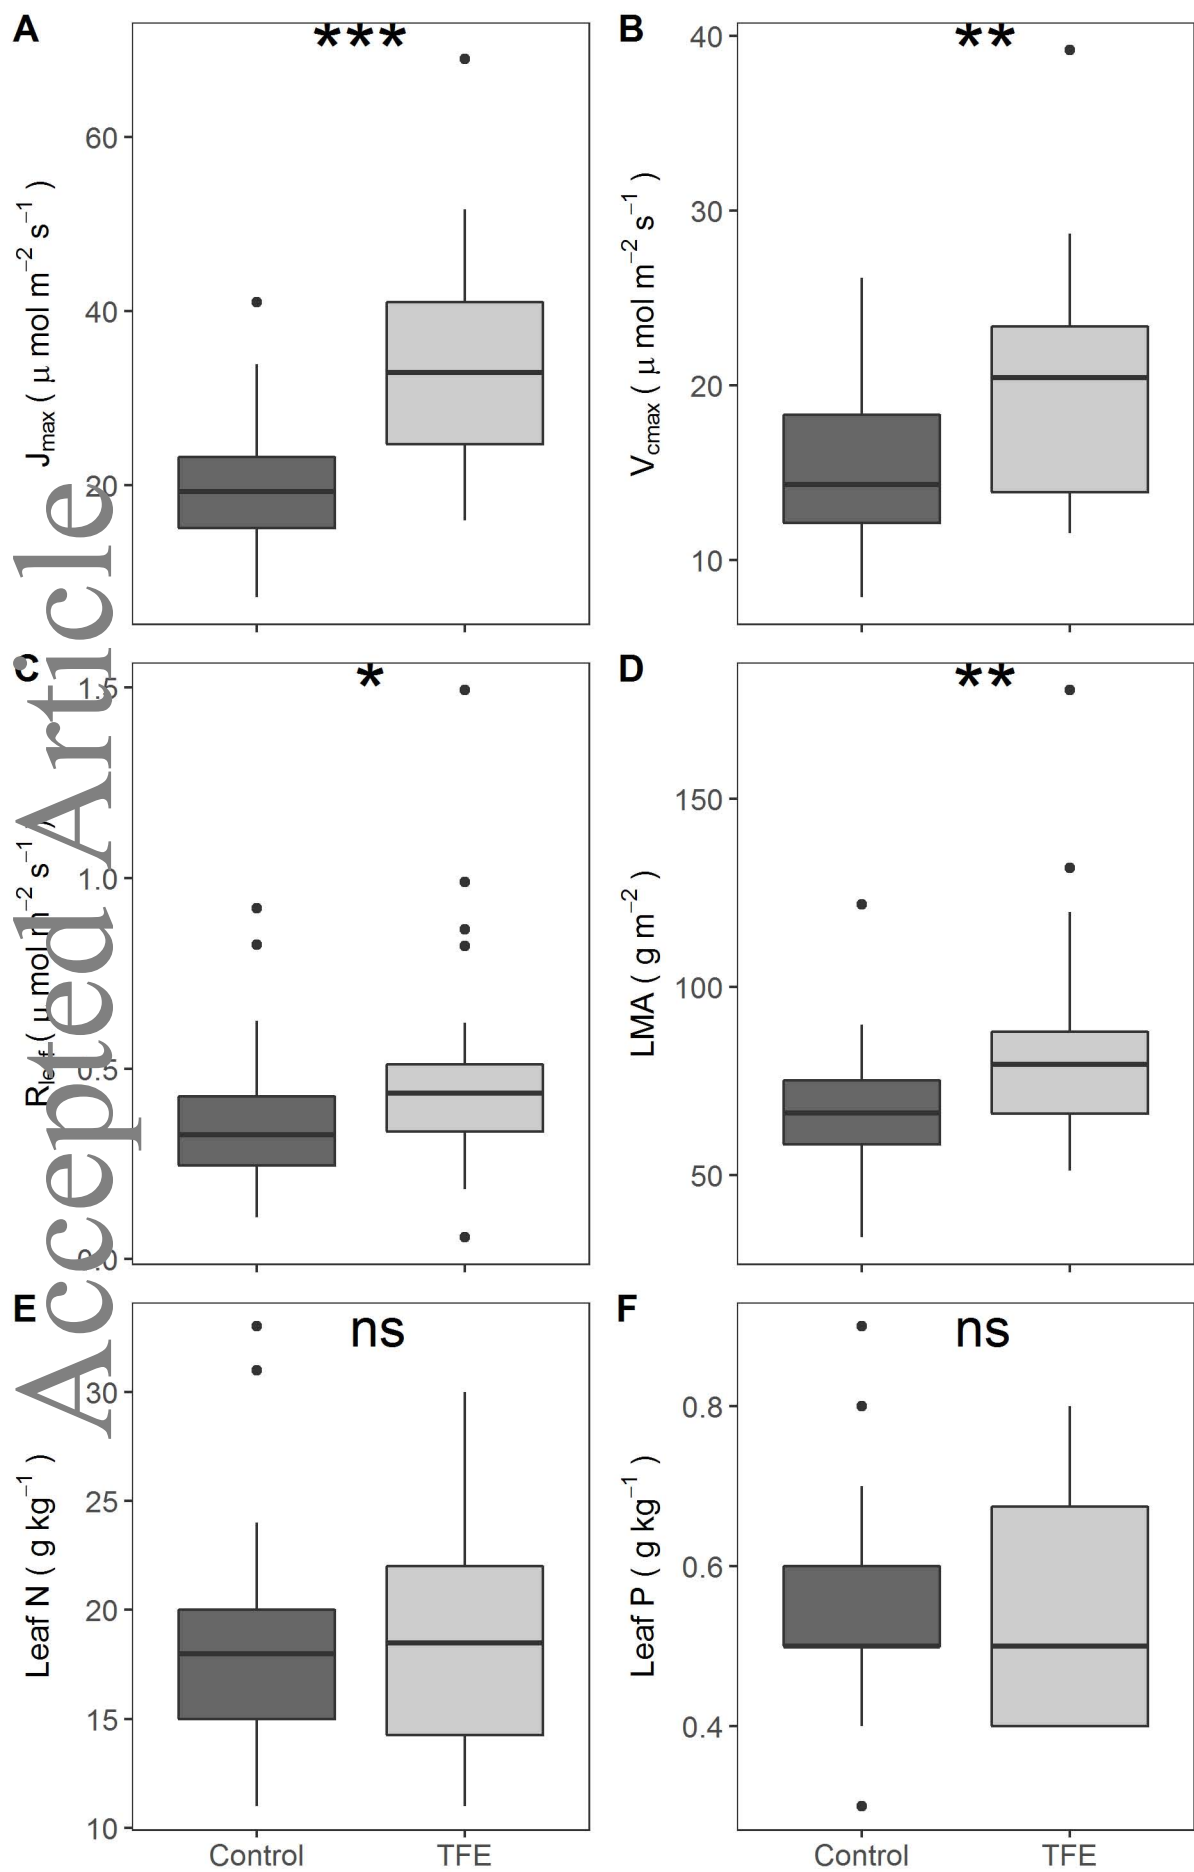 A
***
60
40
20
Jmax ( μ mol m−2 s−1 )
B
**
40
30
20
10
Vcmax ( μ mol m−2 s−1 )
C
*
1.5
1.0
0.5
0.0
Rleaf ( μ mol m−2 s−1 )
D
**
150
100
50
LMA ( g m−2 )
E
ns
30
25
20
15
10
Leaf N ( g kg−1 )
Control TFE
F
ns
0.8
0.6
0.4
Leaf P ( g kg−1 )
Control TFE
Accepted Article